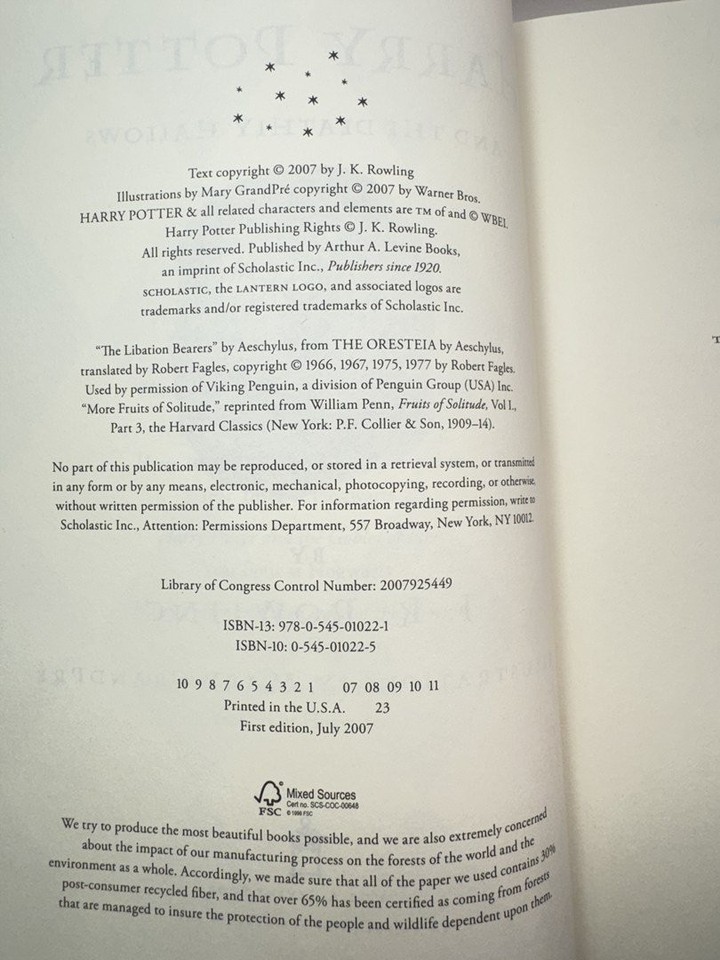 Text copyright © 2007 by J. K. Rowling
Illustrations by Mary GrandPré copyright © 2007 by Warner Bros.
HARRY POTTER & all related characters and elements are TM of and © WBEI.
Harry Potter Publishing Rights © J. K. Rowling.
All rights reserved. Published by Arthur A. Levine Books,
an imprint of Scholastic Inc., Publishers since 1920.
SCHOLASTIC, the LANTERN LOGO, and associated logos are
trademarks and/or registered trademarks of Scholastic Inc.
“The Libation Bearers” by Aeschylus, from THE ORESTEIA by Aeschylus,
translated by Robert Fagles, copyright © 1966, 1967, 1975, 1977 by Robert Fagles.
Used by permission of Viking Penguin, a division of Penguin Group (USA) Inc.
“More Fruits of Solitude,” reprinted from William Penn, Fruits of Solitude, Vol I.,
Part 3, the Harvard Classics (New York: P.F. Collier & Son, 1909–14).
No part of this publication may be reproduced, or stored in a retrieval system, or transmitted
in any form or by any means, electronic, mechanical, photocopying, recording, or otherwise,
without written permission of the publisher. For information regarding permission, write to
Scholastic Inc., Attention: Permissions Department, 557 Broadway, New York, NY 10012.
Library of Congress Control Number: 2007925449
ISBN-13: 978-0-545-01022-1
ISBN-10: 0-545-01022-5
10 9 8 7 6 5 4 3 2 1 07 08 09 10 11
Printed in the U.S.A. 23
First edition, July 2007
FSC
Mixed Sources
Cert no. SCS-COC-00648
© 1996 FSC
We try to produce the most beautiful books possible, and we are also extremely concerned
about the impact of our manufacturing process on the forests of the world and the
environment as a whole. Accordingly, we made sure that all of the paper we used contains 30%
post-consumer recycled fiber, and that over 65% has been certified as coming from forests
that are managed to insure the protection of the people and wildlife dependent upon them.